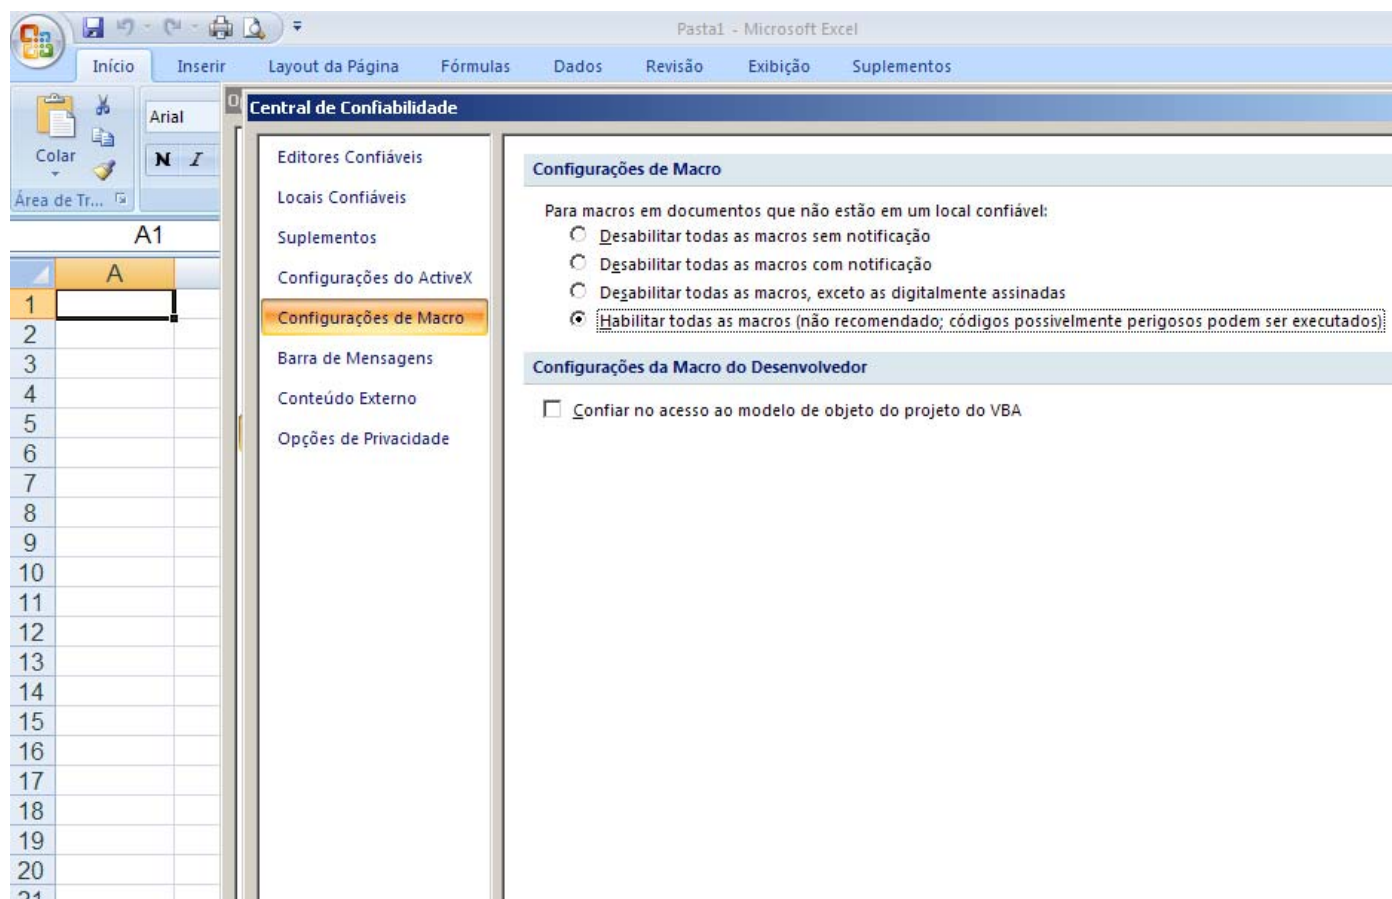 Pasta1 - Microsoft Excel
Início Inserir Layout da Página Fórmulas Dados Revisão Exibição Suplementos
Colar
Arial
N I
Área de Tr...
A1
A
1
2
3
4
5
6
7
8
9
10
11
12
13
14
15
16
17
18
19
20
21
Central de Confiabilidade
Editores Confiáveis
Locais Confiáveis
Suplementos
Configurações do ActiveX
Configurações de Macro
Barra de Mensagens
Conteúdo Externo
Opções de Privacidade
Configurações de Macro
Para macros em documentos que não estão em um local confiável:
Desabilitar todas as macros sem notificação
Desabilitar todas as macros com notificação
Desabilitar todas as macros, exceto as digitalmente assinadas
Habilitar todas as macros (não recomendado; códigos possivelmente perigosos podem ser executados)
Configurações da Macro do Desenvolvedor
Confiar no acesso ao modelo de objeto do projeto do VBA